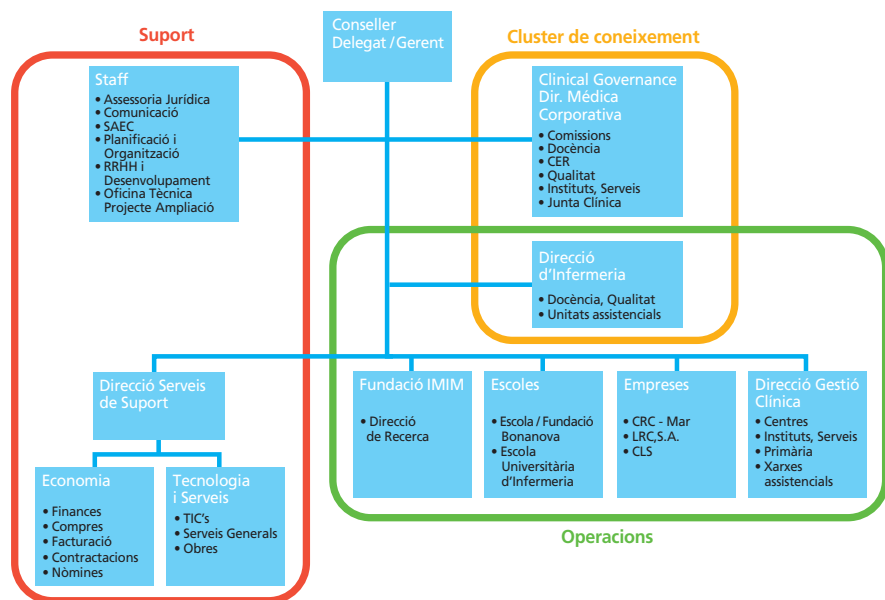 Suport
Conseller
Delegat / Gerent
Cluster de coneixement
Staff
• Assessoria Jurídica
• Comunicació
• SAEC
• Planificació i
Organització
• RRHH i
Desenvolupament
• Oficina Tècnica
Projecte Ampliació
Clinical Governance
Dir. Médica
Corporativa
• Comissions
• Docència
• CER
• Qualitat
• Instituts, Serveis
• Junta Clínica
Direcció
d’Infermeria
• Docència, Qualitat
• Unitats assistencials
Direcció Serveis
de Suport
Fundació IMIM
• Direcció
de Recerca
Escoles
• Escola / Fundació
Bonanova
• Escola
Universitària
d’Infermeria
Empreses
• CRC - Mar
• LRC,S.A.
• CLS
Direcció Gestió
Clínica
• Centres
• Instituts, Serveis
• Primària
• Xarxes
assistencials
Economia
• Finances
• Compres
• Facturació
• Contractacions
• Nòmines
Tecnologia
i Serveis
• TIC’s
• Serveis Generals
• Obres
Operacions